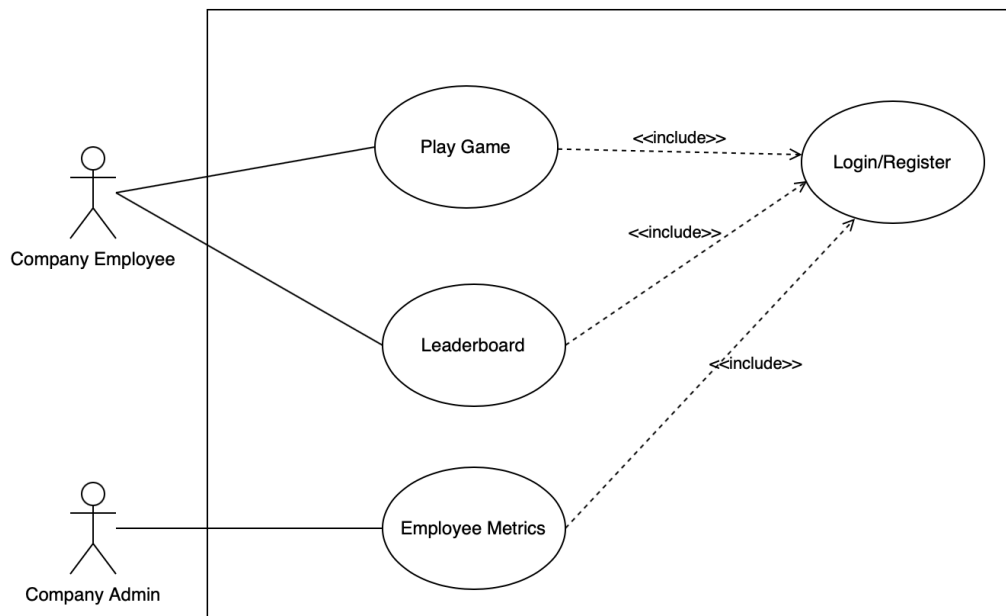 Play Game
<<include>>
Login/Register
Company Employee
<<include>>
Leaderboard
<<include>>
Employee Metrics
Company Admin